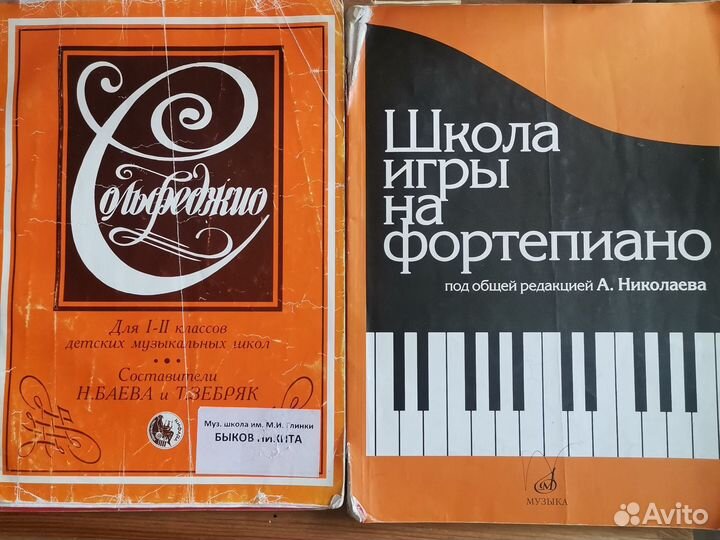 Сольфеджио
Для I-II классов
детских музыкальных школ
Составители
Н.БАЕВА и Т.ЗЕБРЯК
Муз. школа им. М.И. Глинки
БЫКОВ НИКИТА
Школа
игры
на
фортепиано
под общей редакцией А. Николаева
МУЗЫКА
Avito